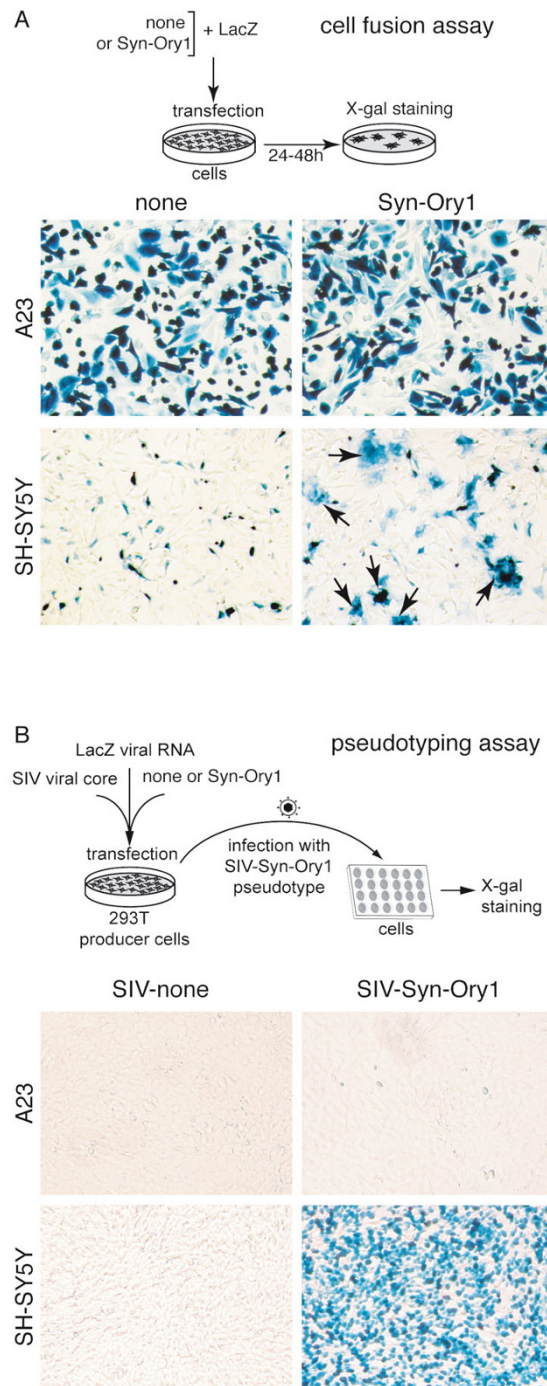 A
none
or Syn-Ory1
+ LacZ
cell fusion assay
transfection
X-gal staining
24-48h
cells
none
Syn-Ory1
A23
SH-SY5Y
B
LacZ viral RNA
pseudotyping assay
SIV viral core
none or Syn-Ory1
transfection
infection with
SIV-Syn-Ory1
pseudotype
X-gal
staining
293T
producer cells
cells
SIV-none
SIV-Syn-Ory1
A23
SH-SY5Y